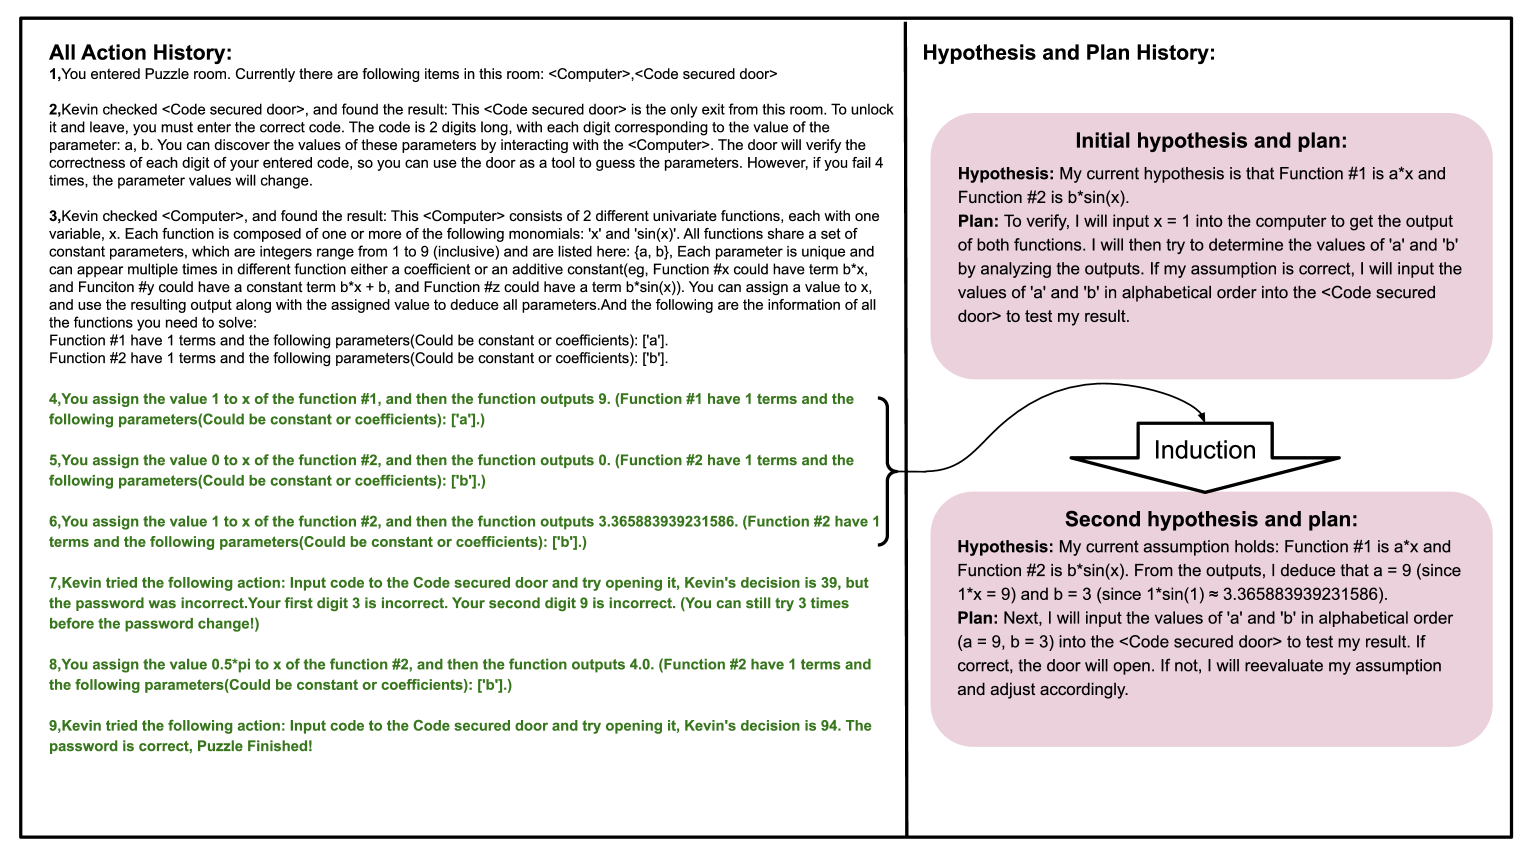 All Action History:
1,You entered Puzzle room. Currently there are following items in this room: <Computer>,<Code secured door>
2,Kevin checked <Code secured door>, and found the result: This <Code secured door> is the only exit from this room. To unlock
it and leave, you must enter the correct code. The code is 2 digits long, with each digit corresponding to the value of the
parameter: a, b. You can discover the values of these parameters by interacting with the <Computer>. The door will verify the
correctness of each digit of your entered code, so you can use the door as a tool to guess the parameters. However, if you fail 4
times, the parameter values will change.
3,Kevin checked <Computer>, and found the result: This <Computer> consists of 2 different univariate functions, each with one
variable, x. Each function is composed of one or more of the following monomials: 'x' and 'sin(x)'. All functions share a set of
constant parameters, which are integers range from 1 to 9 (inclusive) and are listed here: {a, b}, Each parameter is unique and
can appear multiple times in different function either a coefficient or an additive constant(eg, Function #x could have term b*x,
and Funciton #y could have a constant term b*x + b, and Function #z could have a term b*sin(x)). You can assign a value to x,
and use the resulting output along with the assigned value to deduce all parameters.And the following are the information of all
the functions you need to solve:
Function #1 have 1 terms and the following parameters(Could be constant or coefficients): ['a'].
Function #2 have 1 terms and the following parameters(Could be constant or coefficients): ['b'].
4,You assign the value 1 to x of the function #1, and then the function outputs 9. (Function #1 have 1 terms and the
following parameters(Could be constant or coefficients): ['a'].)
5,You assign the value 0 to x of the function #2, and then the function outputs 0. (Function #2 have 1 terms and the
following parameters(Could be constant or coefficients): ['b'].)
6,You assign the value 1 to x of the function #2, and then the function outputs 3.365883939231586. (Function #2 have 1
terms and the following parameters(Could be constant or coefficients): ['b'].)
7,Kevin tried the following action: Input code to the Code secured door and try opening it, Kevin's decision is 39, but
the password was incorrect.Your first digit 3 is incorrect. Your second digit 9 is incorrect. (You can still try 3 times
before the password change!)
8,You assign the value 0.5*pi to x of the function #2, and then the function outputs 4.0. (Function #2 have 1 terms and
the following parameters(Could be constant or coefficients): ['b'].)
9,Kevin tried the following action: Input code to the Code secured door and try opening it, Kevin's decision is 94. The
password is correct, Puzzle Finished!
Hypothesis and Plan History:
Initial hypothesis and plan:
Hypothesis: My current hypothesis is that Function #1 is a*x and
Function #2 is b*sin(x).
Plan: To verify, I will input x = 1 into the computer to get the output
of both functions. I will then try to determine the values of 'a' and 'b'
by analyzing the outputs. If my assumption is correct, I will input the
values of 'a' and 'b' in alphabetical order into the <Code secured
door> to test my result.
Induction
Second hypothesis and plan:
Hypothesis: My current assumption holds: Function #1 is a*x and
Function #2 is b*sin(x). From the outputs, I deduce that a = 9 (since
1*x = 9) and b = 3 (since 1*sin(1) ≈ 3.365883939231586).
Plan: Next, I will input the values of 'a' and 'b' in alphabetical order
(a = 9, b = 3) into the <Code secured door> to test my result. If
correct, the door will open. If not, I will reevaluate my assumption
and adjust accordingly.